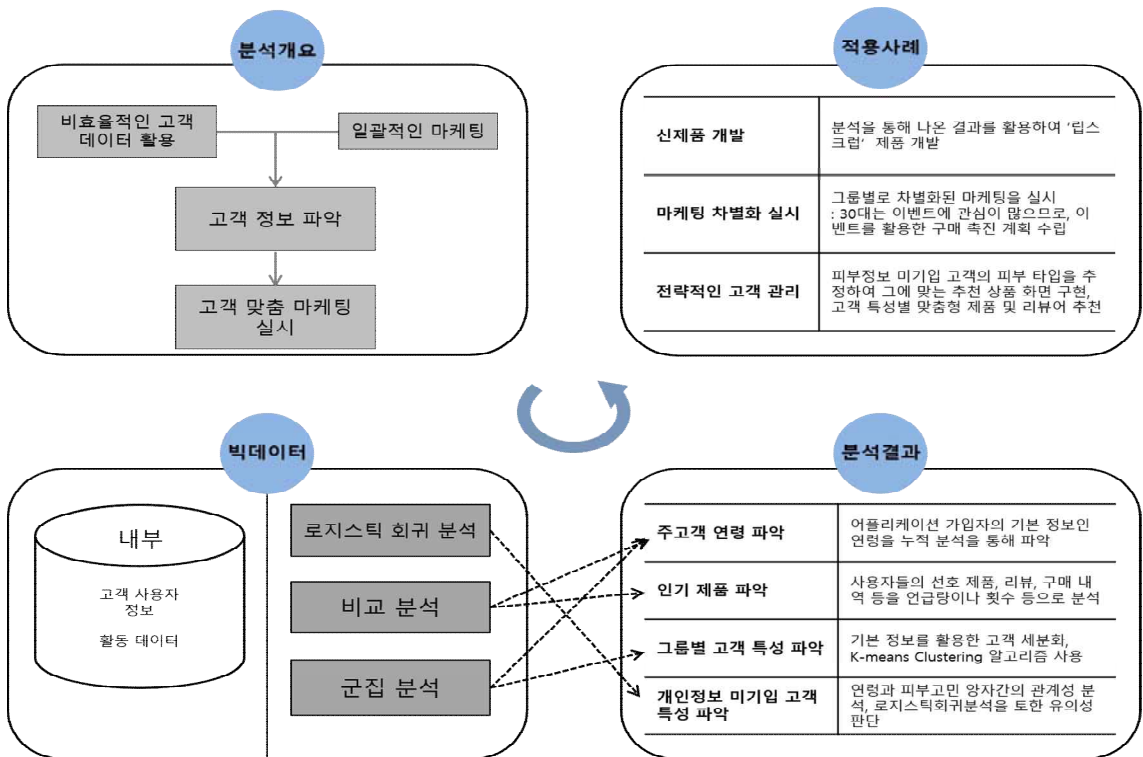 분석개요
비효율적인 고객
데이터 활용
일괄적인 마케팅
고객 정보 파악
고객 맞춤 마케팅
실시
적용사례
신제품 개발
분석을 통해 나온 결과를 활용하여 ‘립스
크럽’ 제품 개발
마케팅 차별화 실시
그룹별로 차별화된 마케팅을 실시
: 30대는 이벤트에 관심이 많으므로, 이
벤트를 활용한 구매 촉진 계획 수립
전략적인 고객 관리
피부정보 미기입 고객의 피부 타입을 추
정하여 그에 맞는 추천 상품 화면 구현,
고객 특성별 맞춤형 제품 및 리뷰어 추천
빅데이터
내부
고객 사용자
정보
활동 데이터
로지스틱 회귀 분석
비교 분석
군집 분석
분석결과
주고객 연령 파악
어플리케이션 가입자의 기본 정보인
연령을 누적 분석을 통해 파악
인기 제품 파악
사용자들의 선호 제품, 리뷰, 구매 내
역 등을 언급량이나 횟수 등으로 분석
그룹별 고객 특성 파악
기본 정보를 활용한 고객 세분화,
K-means Clustering 알고리즘 사용
개인정보 미기입 고객
특성 파악
연령과 피부고민 양자간의 관계성 분
석, 로지스틱회귀분석을 토한 유의성
판단